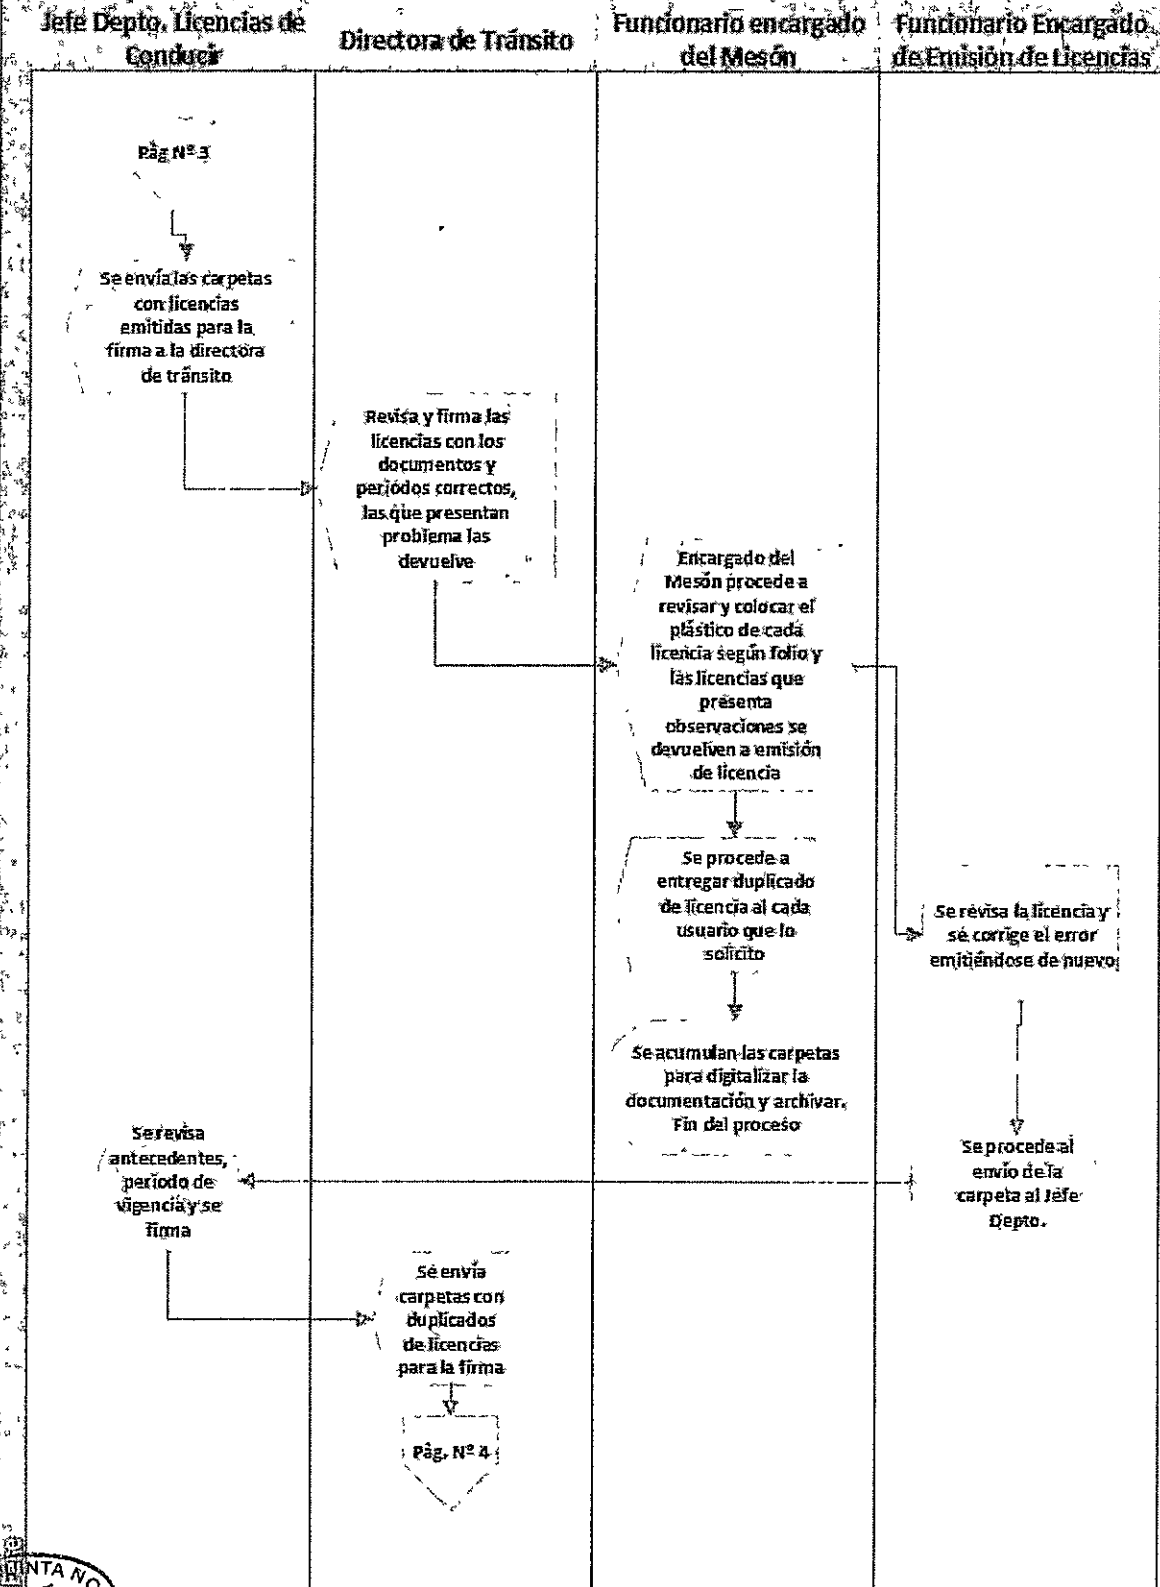 Jefe Depto. Licencias de
Conducir
Directora de Tránsito
Funcionario encargado
del Mesón
Funcionario Encargado
de Emisión de Licencias
Pág Nº 3
Se envía las carpetas
con licencias
emitidas para la
firma a la directora
de tránsito
Revisa y firma las
licencias con los
documentos y
períodos correctos,
las que presentan
problema las
devuelve
Encargado del
Mesón procede a
revisar y colocar el
plástico de cada
licencia según folio y
las licencias que
presenta
observaciones se
devuelven a emisión
de licencia
Se procede a
entregar duplicado
de licencia al cada
usuario que lo
solicito
Se revisa la licencia y
se corrige el error
emitiéndose de nuevo
Se acumulan las carpetas
para digitalizar la
documentación y archivar.
Fin del proceso
Se procede al
envío de la
carpeta al Jefe
Depto.
Se revisa
antecedentes,
período de
vigencia y se
firma
Se envía
carpetas con
duplicados
de licencias
para la firma
Pág. Nº 4
NTA NO